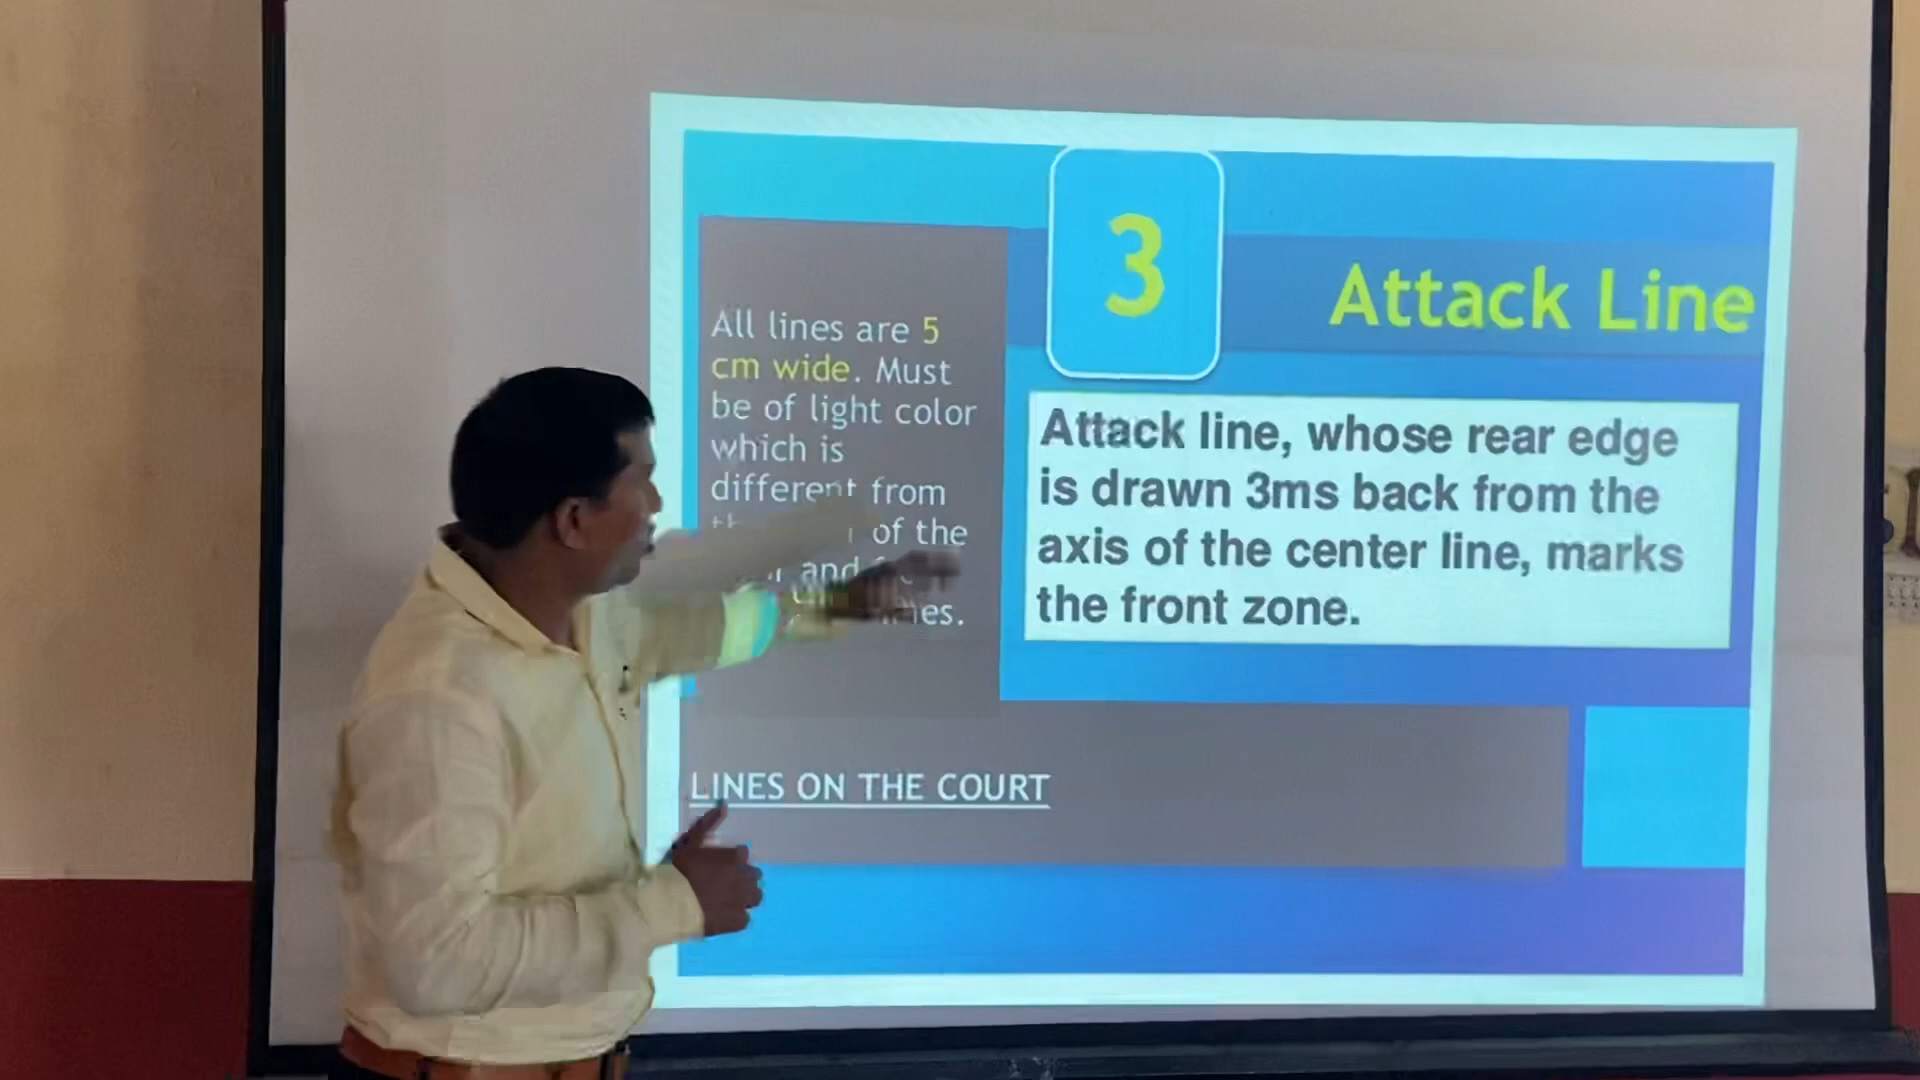 3
Attack Line
All lines are 5
cm wide. Must
be of light color
which is
different from
of the
and
Attack line, whose rear edge
is drawn 3ms back from the
axis of the center line, marks
the front zone.
LINES ON THE COURT